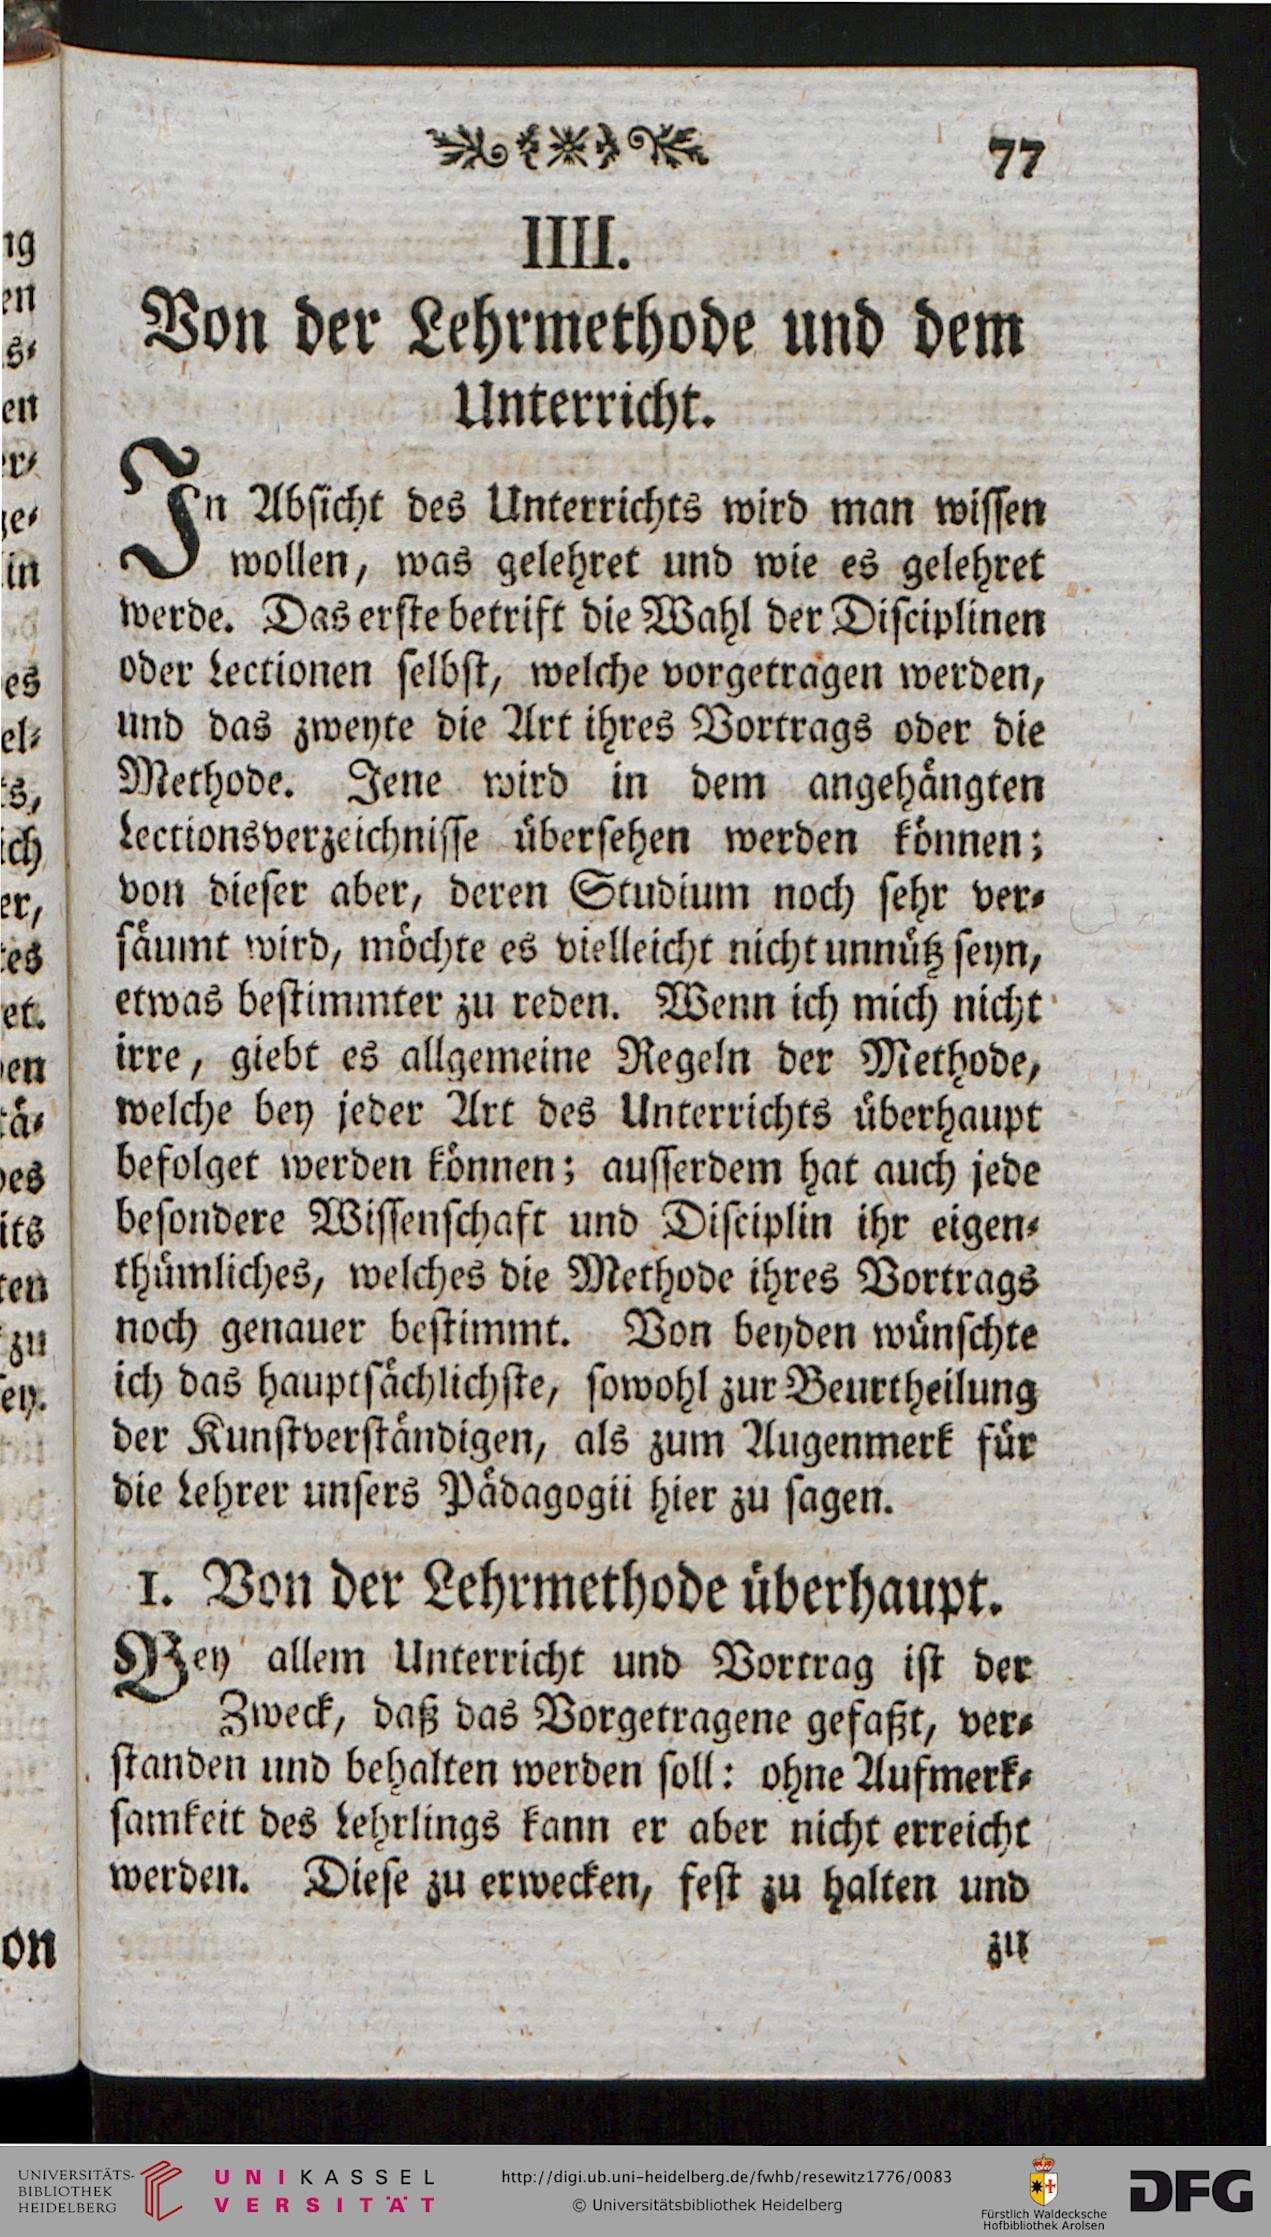 77
IIII.
Von der Lehrmethode und dem
Unterricht.
In Absicht des Unterrichts wird man wissen
wollen, was gelehret und wie es gelehret
werde. Das erste betrift die Wahl der Disciplinen
oder Lectionen selbst, welche vorgetragen werden,
und das zweyte die Art ihres Vortrags oder die
Methode. Jene wird in dem angehängten
Lectionsverzeichnisse übersehen werden können;
von dieser aber, deren Studium noch sehr ver-
säumt wird, möchte es vielleicht nicht unnütz seyn,
etwas bestimmter zu reden. Wenn ich mich nicht
irre, giebt es allgemeine Regeln der Methode,
welche bey jeder Art des Unterrichts überhaupt
befolget werden können; ausserdem hat auch jede
besondere Wissenschaft und Disciplin ihr eigen-
thümliches, welches die Methode ihres Vortrags
noch genauer bestimmt. Von beyden wünschte
ich das hauptsächlichste, sowohl zur Beurtheilung
der Kunstverständigen, als zum Augenmerk für
die Lehrer unsers Pädagogii hier zu sagen.
1. Von der Lehrmethode überhaupt.
Bey allem Unterricht und Vortrag ist der
Zweck, daß das Vorgetragene gefaßt, ver-
standen und behalten werden soll: ohne Aufmerk-
samkeit des Lehrlings kann er aber nicht erreicht
werden. Diese zu erwecken, fest zu halten und
zu
UNIVERSITÄTS-
BIBLIOTHEK
HEIDELBERG
UNIKASSEL
VERSITÄT
http://digi.ub.uni-heidelberg.de/fwhb/resewitz1776/0083
© Universitätsbibliothek Heidelberg
Fürstlich Waldecksche
Hofbibliothek Arolsen
DFG